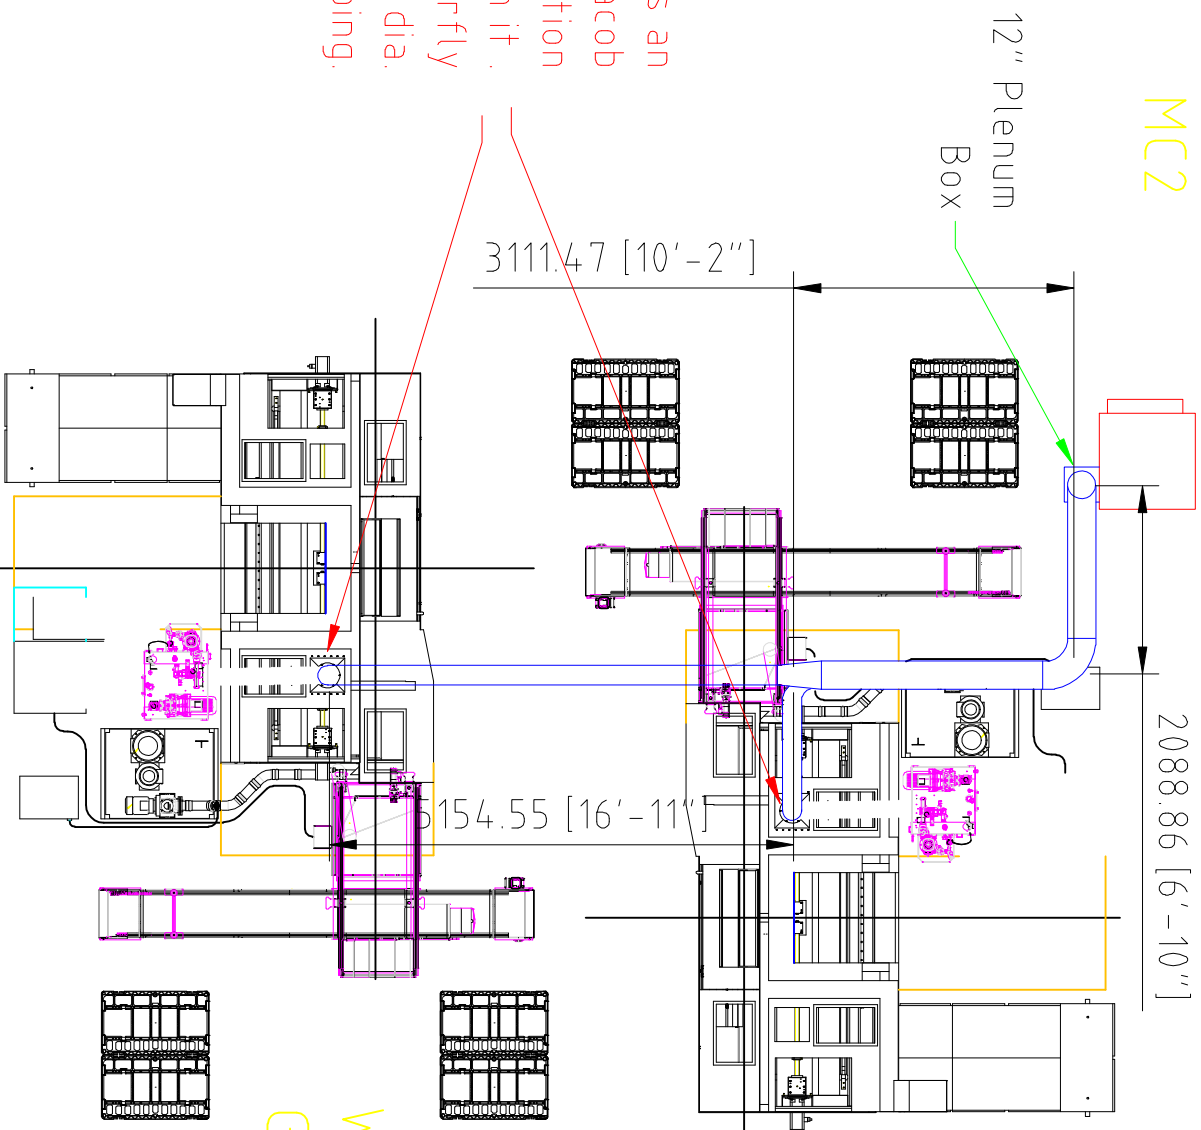 MC2
12" Plenum
Box
s an
acob
tion
nit .
rfly
dia.
ping.
3111.47 [10'-2"]
2088.86 [6'-10"]
5154.55 [16'-11"]